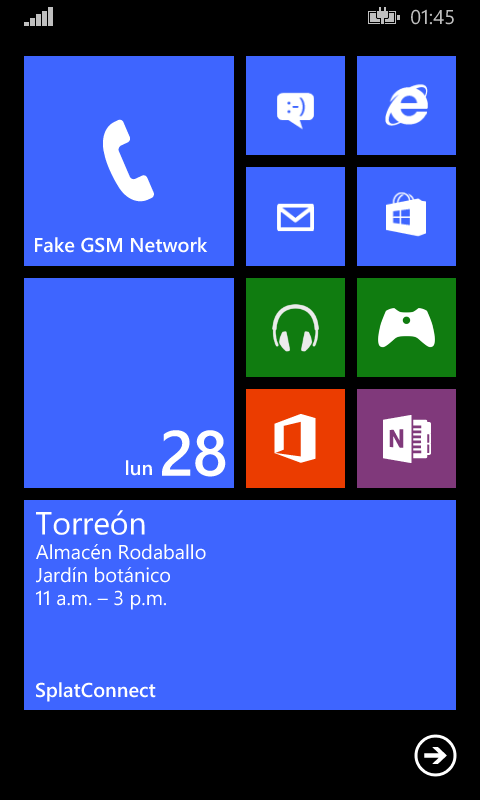 01:45
:-)
Fake GSM Network
lun 28
N
Torreón
Almacén Rodaballo
Jardín botánico
11 a.m. – 3 p.m.
SplatConnect